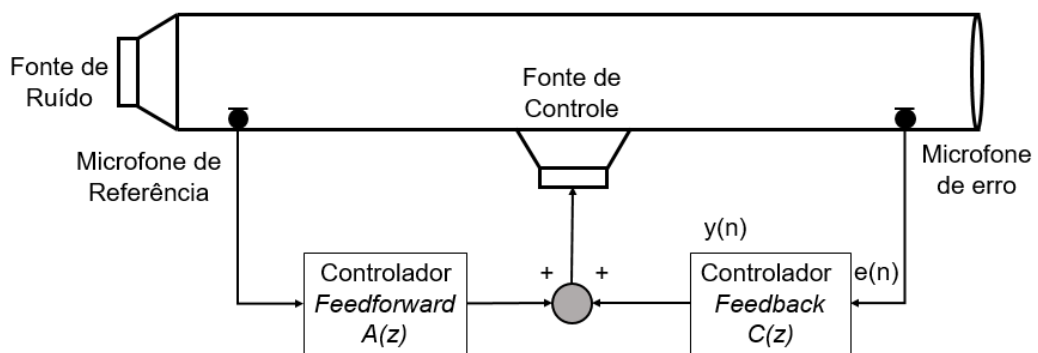 Fonte de
Ruído
Fonte de
Controle
Microfone de
Referência
Microfone
de erro
y(n)
+
+
Controlador
Feedforward
A(z)
Controlador
Feedback
C(z)
e(n)